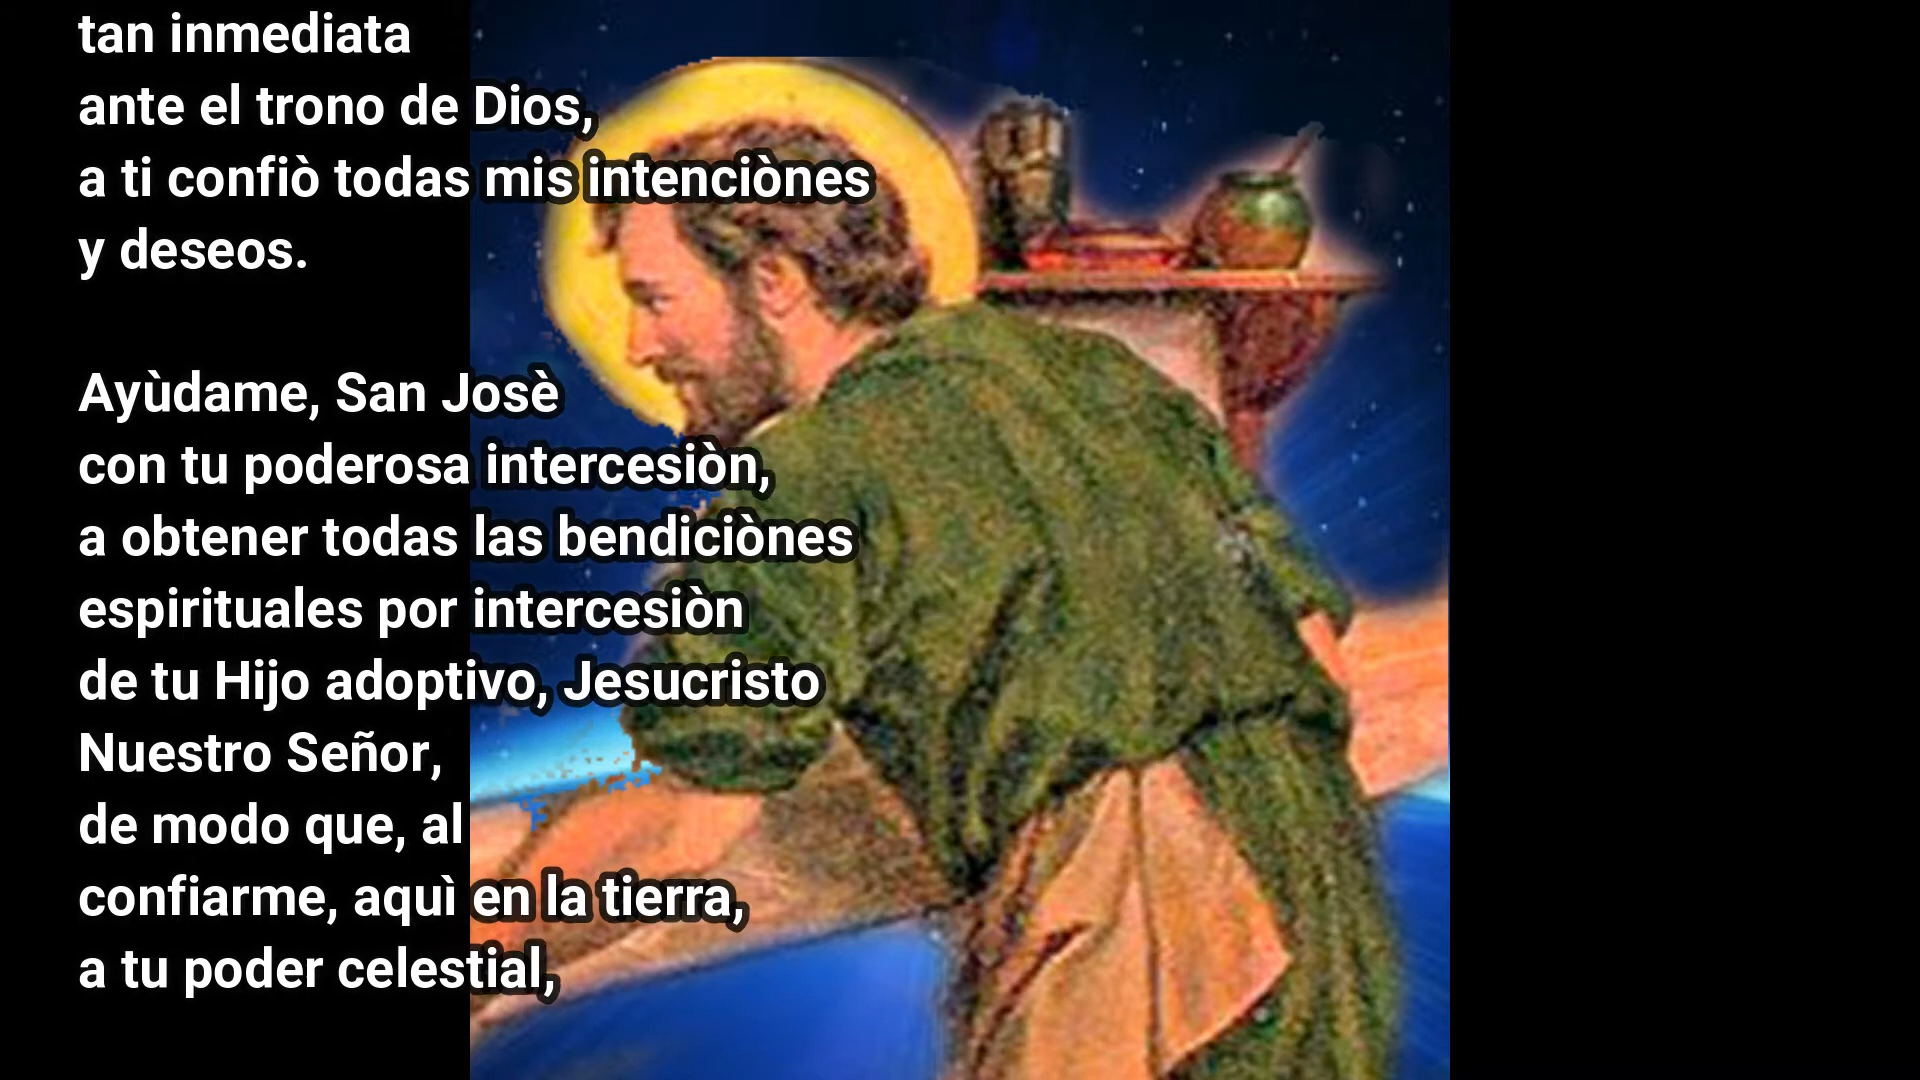 tan inmediata
ante el trono de Dios,
a ti confiò todas mis intenciònes
y deseos.
Ayùdame, San Josè
con tu poderosa intercesiòn,
a obtener todas las bendiciònes
espirituales por intercesiòn
de tu Hijo adoptivo, Jesucristo
Nuestro Señor,
de modo que, al
confiarme, aquì en la tierra,
a tu poder celestial,